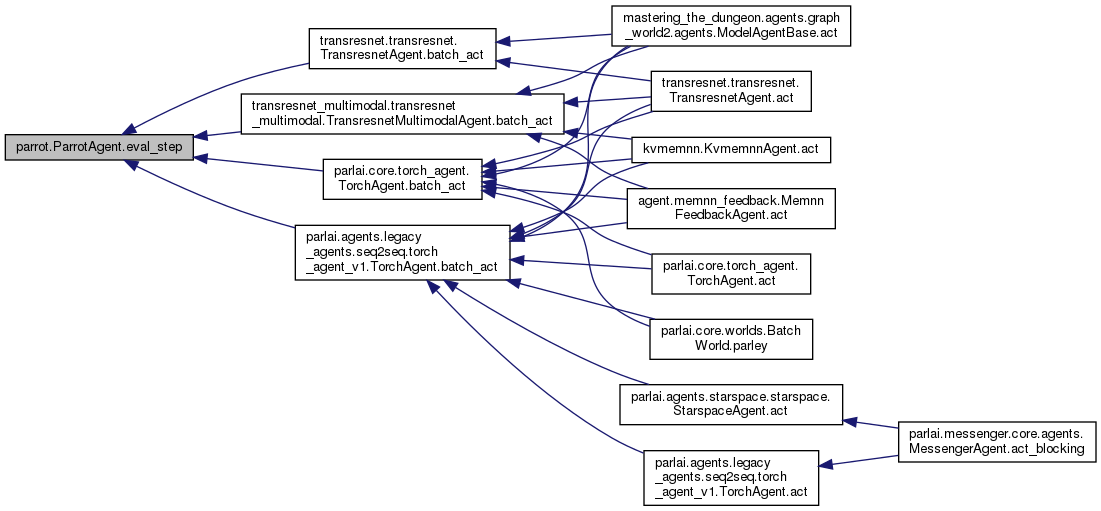 mastering_the_dungeon.agents.graph
_world2.agents.ModelAgentBase.act
transresnet.transresnet.
TransresnetAgent.batch_act
transresnet.transresnet.
TransresnetAgent.act
transresnet_multimodal.transresnet
_multimodal.TransresnetMultimodalAgent.batch_act
parrot.ParrotAgent.eval_step
kvmemnn.KvmemnnAgent.act
parlai.core.torch_agent.
TorchAgent.batch_act
agent.memnn_feedback.Memnn
FeedbackAgent.act
parlai.agents.legacy
_agents.seq2seq.torch
_agent_v1.TorchAgent.batch_act
parlai.core.torch_agent.
TorchAgent.act
parlai.core.worlds.Batch
World.parley
parlai.agents.starspace.starspace.
StarspaceAgent.act
parlai.messenger.core.agents.
MessengerAgent.act_blocking
parlai.agents.legacy
_agents.seq2seq.torch
_agent_v1.TorchAgent.act